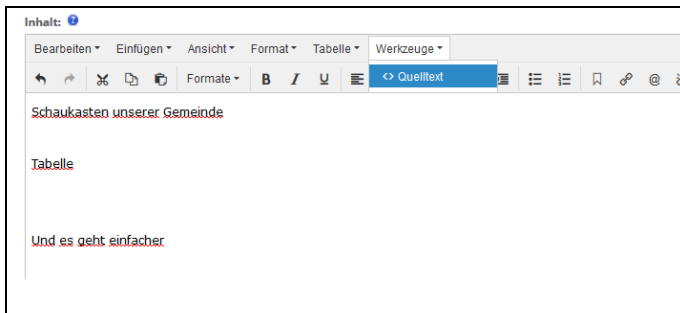 Inhalt: ?
Bearbeiten Einfügen Ansicht Format Tabelle Werkzeuge
Formate B I U <> Quelltext @
Schaukasten unserer Gemeinde
Tabelle
Und es geht einfacher